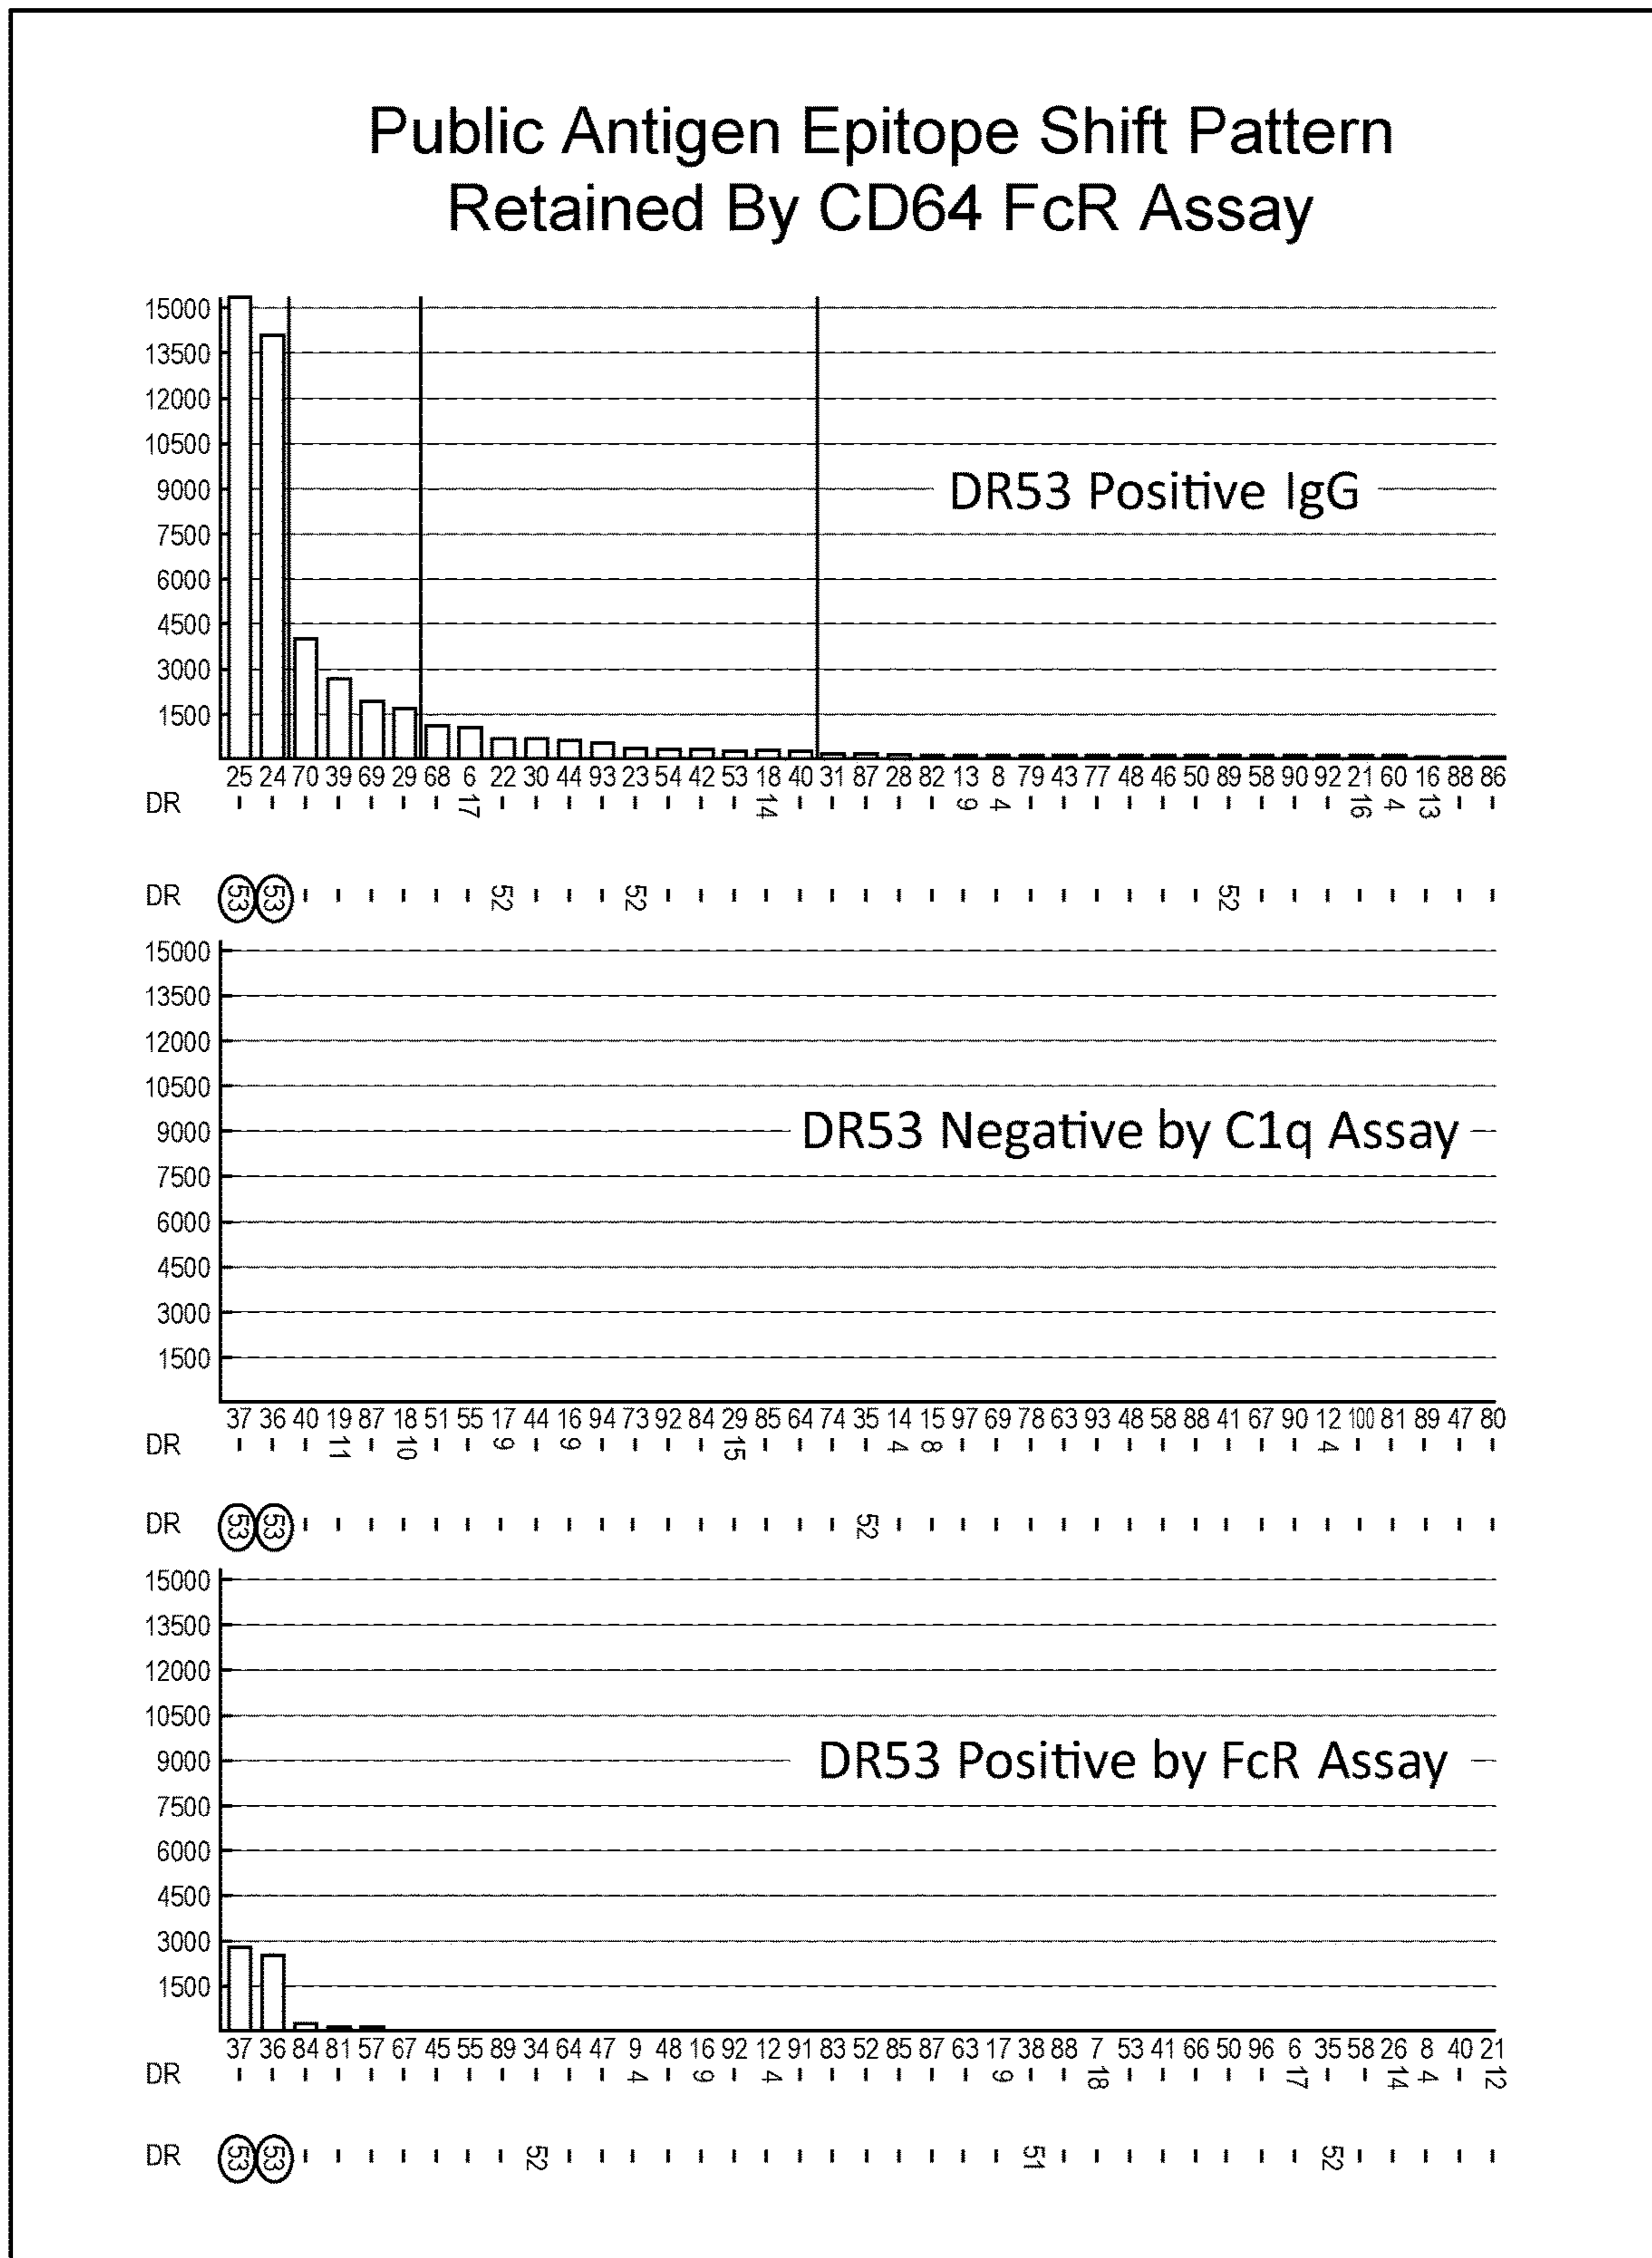 Public Antigen Epitope Shift Pattern
Retained By CD64 FcR Assay
15000
13500
12000
10500
9000
DR53 Positive IgG
7500
6000
4500
3000
1500
25 24 70 39 69 29 68 6 22 30 44 93 23 54 42 53 18 40 31 87 28 82 13 8 79 43 77 48 46 50 89 58 90 92 21 60 16 88 86
DR - - - - - - - 17 - - - - - - - - 14 - - - - - 9 4 - - - - - - - - - - 16 4 13 - -
DR 53 53 - - - - - - 52 - - - 52 - - - - - - - - - - - - - - - - - 52 - - - - - - - -
15000
13500
12000
10500
9000
DR53 Negative by C1q Assay
7500
6000
4500
3000
1500
37 36 40 19 87 18 51 55 17 44 16 94 73 92 84 29 85 64 74 35 14 15 97 69 78 63 93 48 58 88 41 67 90 12 100 81 89 47 80
DR - - - 11 - 10 - - 9 - 9 - - - - 15 - - - - 4 8 - - - - - - - - - - - 4 - - - - -
DR 53 53 - - - - - - - - - - - - - - - - - 52 - - - - - - - - - - - - - - - - - - -
15000
13500
12000
10500
9000
DR53 Positive by FcR Assay
7500
6000
4500
3000
1500
37 36 84 81 57 67 45 55 89 34 64 47 9 48 16 92 12 91 83 52 85 87 63 17 38 88 7 53 41 66 50 96 6 35 58 26 8 40 21
DR - - - - - - - - - - - - 4 - 9 - 4 - - - - - - 9 - - 18 - - - - - 17 - - 14 4 - 12
DR 53 53 - - - - - - - 52 - - - - - - - - - - - - - - 51 - - - - - - - - 52 - - - - -